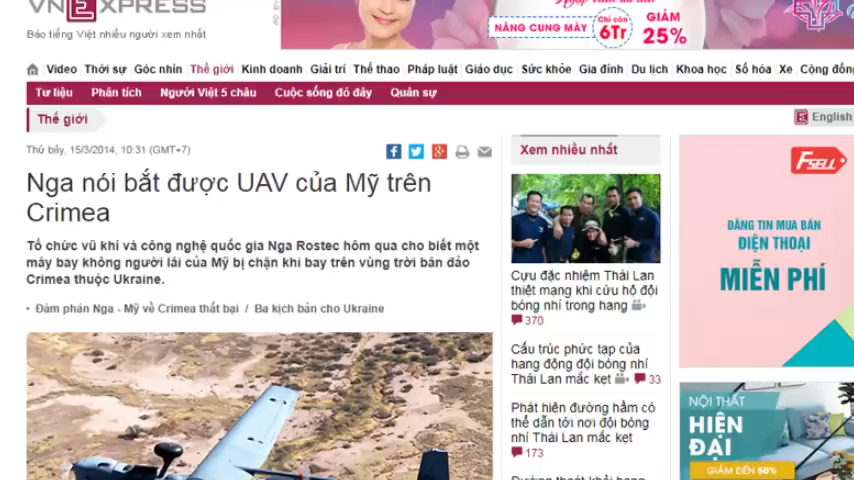 VNEXPRESS
Báo tiếng Việt nhiều người xem nhất
NÂNG CUNG MÀY
Chỉ còn
6Tr
GIẢM
25%
Video Thời sự Góc nhìn Thế giới Kinh doanh Giải trí Thể thao Pháp luật Giáo dục Sức khỏe Gia đình Du lịch Khoa học Số hóa Xe Cộng đồng
Tư liệu Phân tích Người Việt 5 châu Cuộc sống đó đây Quân sự
Thế giới
E English
Thứ bảy, 15/3/2014, 10:31 (GMT+7)
Nga nói bắt được UAV của Mỹ trên
Crimea
Tổ chức vũ khí và công nghệ quốc gia Nga Rostec hôm qua cho biết một
máy bay không người lái của Mỹ bị chặn khi bay trên vùng trời bán đảo
Crimea thuộc Ukraine.
• Đàm phán Nga - Mỹ về Crimea thất bại / Ba kịch bản cho Ukraine
Xem nhiều nhất
Cựu đặc nhiệm Thái Lan
thiệt mạng khi cứu hộ đội
bóng nhí trong hang
370
Cấu trúc phức tạp của
hang động đội bóng nhí
Thái Lan mắc kẹt 33
Phát hiện đường hầm có
thể dẫn tới nơi đội bóng
nhí Thái Lan mắc kẹt
173
FSELL
ĐĂNG TIN MUA BÁN
ĐIỆN THOẠI
MIỄN PHÍ
NỘI THẤT
HIỆN
ĐẠI
GIẢM ĐẾN 50%